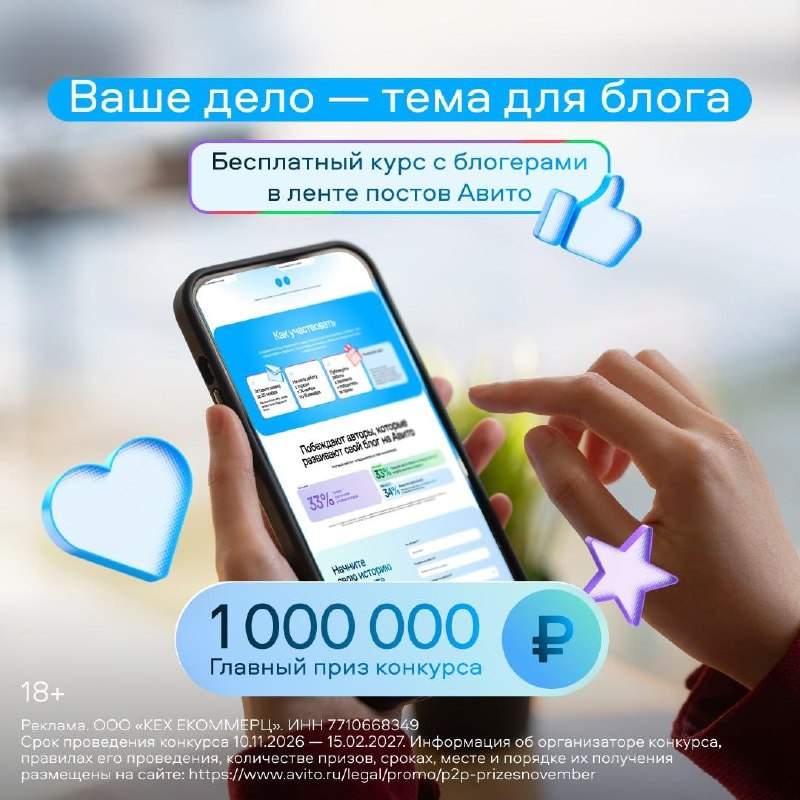 Ваше дело — тема для блога
Бесплатный курс с блогерами
в ленте постов Авито
Как участвовать
Побеждают авторы, которые
развивают свой блог на Авито
33%
33%
34%
Начните
свою историю
1 000 000 ₽
Главный приз конкурса
18+
Реклама. ООО «КЕХ ЕКОММЕРЦ». ИНН 7710668349
Срок проведения конкурса 10.11.2026 — 15.02.2027. Информация об организаторе конкурса,
правилах его проведения, количестве призов, сроках, месте и порядке их получения
размещены на сайте: https://www.avito.ru/legal/promo/p2p-prizesnovember